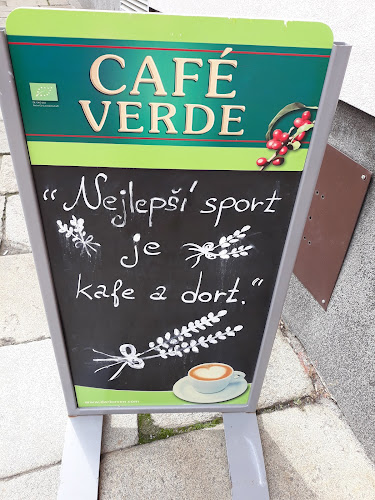 CAFÉ
VERDE
“Nejlepší sport
je
kafe a dort.”